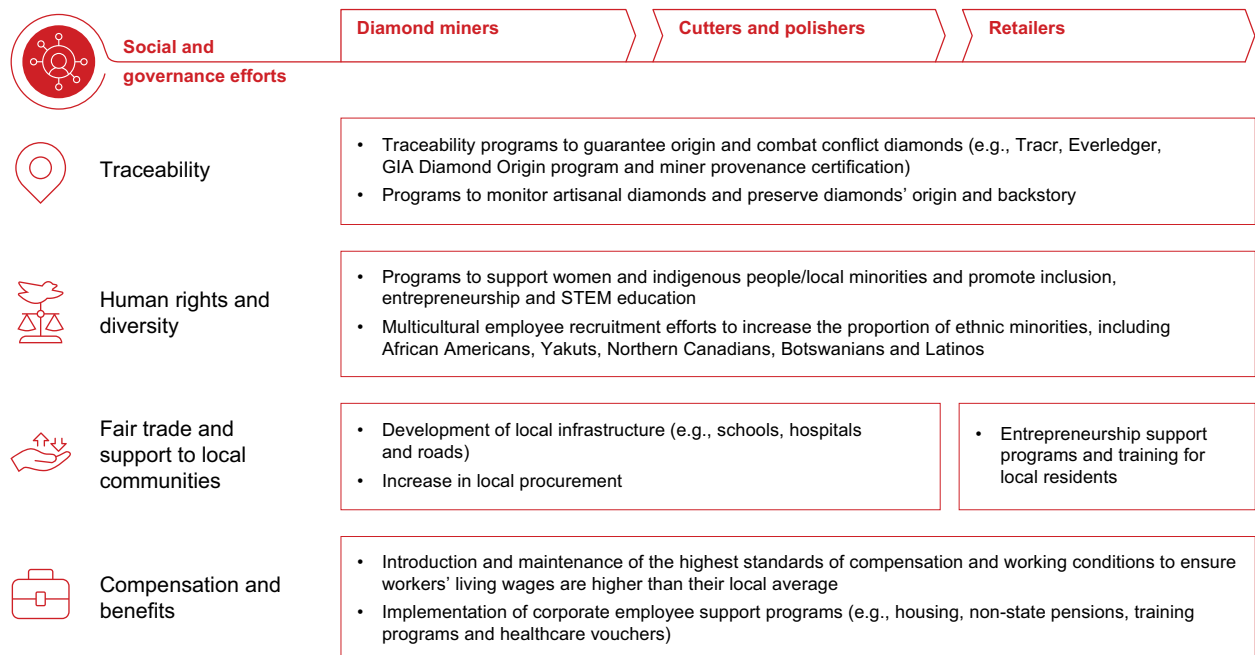 Social and
governance efforts
Diamond miners
Cutters and polishers
Retailers
Traceability
• Traceability programs to guarantee origin and combat conflict diamonds (e.g., Tracr, Everledger,
GIA Diamond Origin program and miner provenance certification)
• Programs to monitor artisanal diamonds and preserve diamonds’ origin and backstory
Human rights and
diversity
• Programs to support women and indigenous people/local minorities and promote inclusion,
entrepreneurship and STEM education
• Multicultural employee recruitment efforts to increase the proportion of ethnic minorities, including
African Americans, Yakuts, Northern Canadians, Botswanians and Latinos
Fair trade and
support to local
communities
• Development of local infrastructure (e.g., schools, hospitals
and roads)
• Increase in local procurement
• Entrepreneurship support
programs and training for
local residents
Compensation and
benefits
• Introduction and maintenance of the highest standards of compensation and working conditions to ensure
workers’ living wages are higher than their local average
• Implementation of corporate employee support programs (e.g., housing, non-state pensions, training
programs and healthcare vouchers)